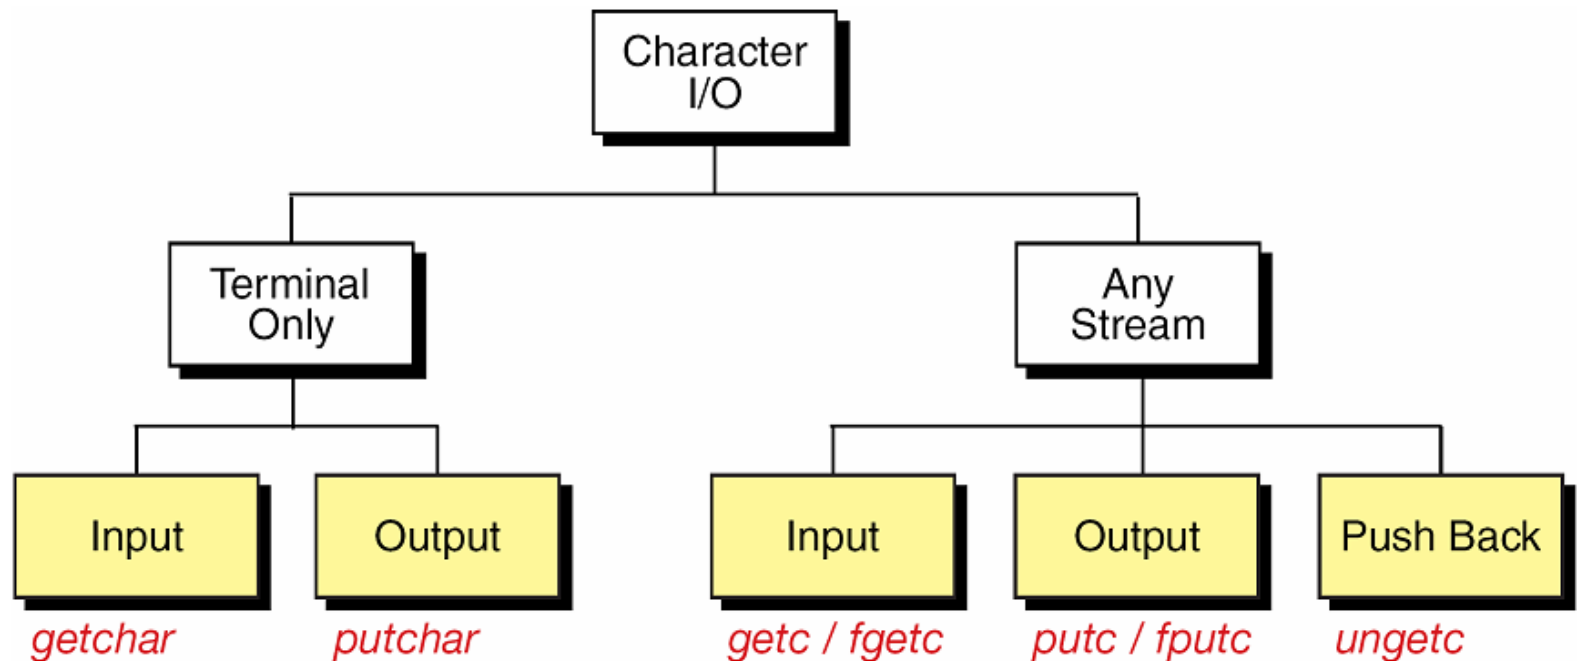 Character
I/O
Terminal
Only
Any
Stream
Input
Output
Input
Output
Push Back
getchar
putchar
getc / fgetc
putc / fputc
ungetc